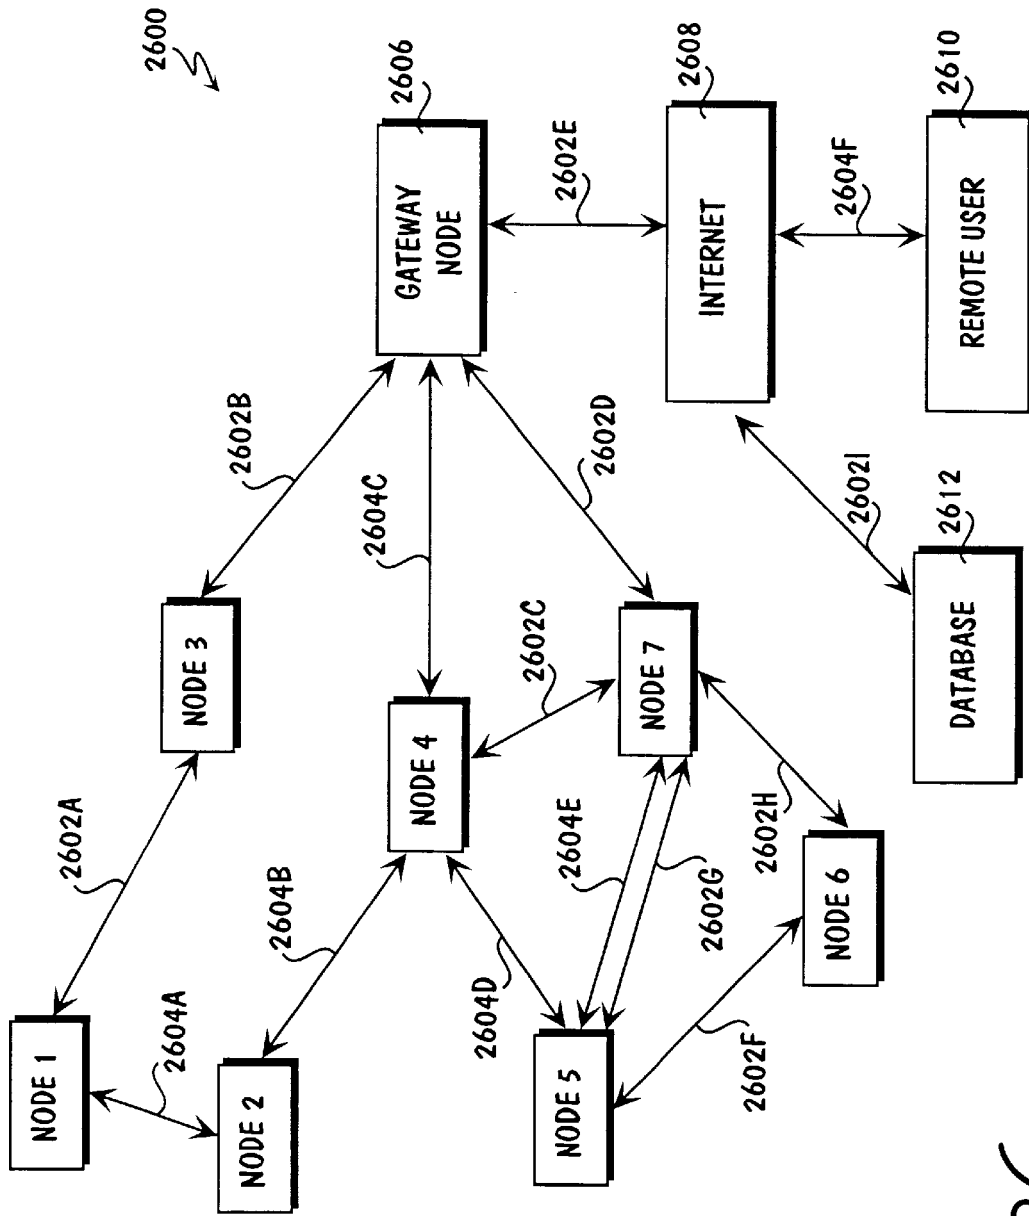 2600
NODE 1
2602A
NODE 3
2602B
GATEWAY
NODE
2606
2604A
NODE 2
2604B
NODE 4
2604C
2602E
2604D
2602C
2602D
INTERNET
2608
NODE 5
2604E
2602G
NODE 7
2602F
2602H
NODE 6
2602I
2604F
DATABASE
2612
REMOTE USER
2610